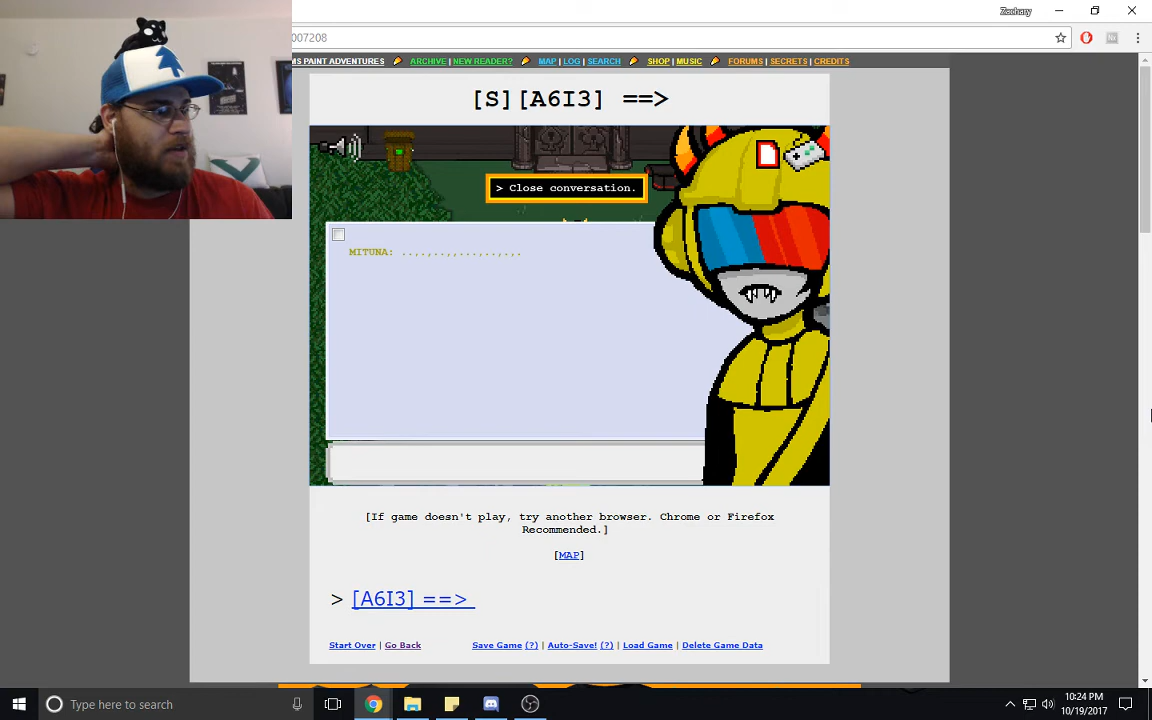 Zachary
007208
MS PAINT ADVENTURES ARCHIVE | NEW READER? MAP | LOG | SEARCH SHOP | MUSIC FORUMS | SECRETS | CREDITS
[S][A6I3] ==>
> Close conversation.
MITUNA: ..,.,..,,...,..,.,.
[If game doesn't play, try another browser. Chrome or Firefox
Recommended.]
[MAP]
> [A6I3] ==>
Start Over | Go Back Save Game (?) | Auto-Save! (?) | Load Game | Delete Game Data
Type here to search
10:24 PM
10/19/2017